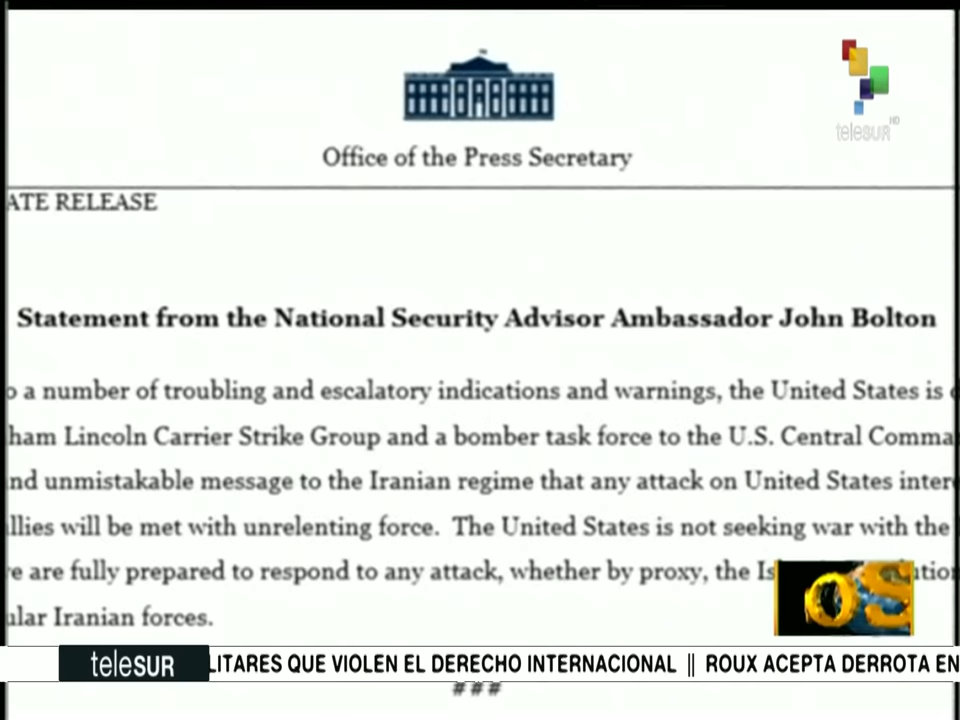 teleSUR HD
Office of the Press Secretary
ATE RELEASE
Statement from the National Security Advisor Ambassador John Bolton
a number of troubling and escalatory indications and warnings, the United States is
ham Lincoln Carrier Strike Group and a bomber task force to the U.S. Central Comma
nd unmistakable message to the Iranian regime that any attack on United States inter
llies will be met with unrelenting force. The United States is not seeking war with the
e are fully prepared to respond to any attack, whether by proxy, the Is
ular Iranian forces.
teleSUR LITARES QUE VIOLEN EL DERECHO INTERNACIONAL || ROUX ACEPTA DERROTA EN
###